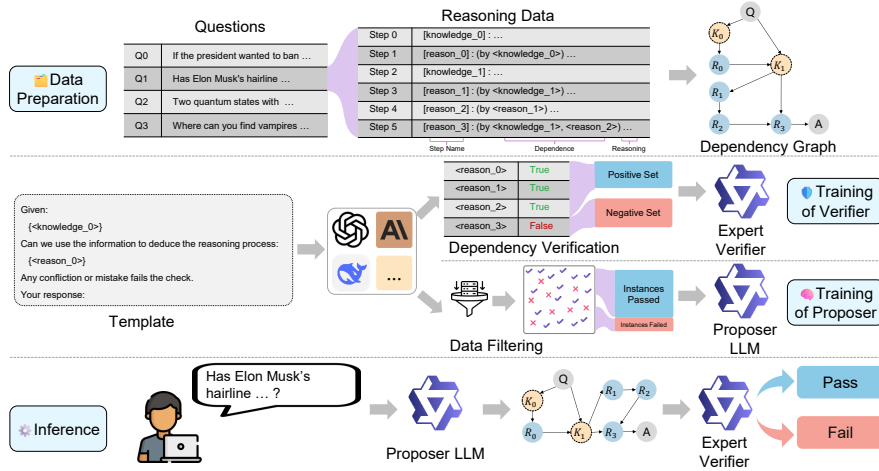 Questions
Reasoning Data
Q0 If the president wanted to ban …
Q1 Has Elon Musk's hairline …
Q2 Two quantum states with …
Q3 Where can you find vampires …
Step 0 [knowledge_0] : …
Step 1 [reason_0] : (by <knowledge_0>) …
Step 2 [knowledge_1] : …
Step 3 [reason_1] : (by <knowledge_1>) …
Step 4 [reason_2] : (by <reason_1>) …
Step 5 [reason_3] : (by <knowledge_1>, <reason_2>) …
Step Name Dependence Reasoning
Data
Preparation
Q
K0
R0 K1
R1
R2 R3 A
Dependency Graph
Given:
{<knowledge_0>}
Can we use the information to deduce the reasoning process:
{<reason_0>}
Any confliction or mistake fails the check.
Your response:
Template
A\
...
<reason_0> True
<reason_1> True
<reason_2> True
<reason_3> False
Positive Set
Negative Set
Dependency Verification
Expert
Verifier
Training
of Verifier
Instances
Passed
Instances Failed
Data Filtering
Proposer
LLM
Training
of Proposer
Inference
Has Elon Musk's
hairline … ?
Proposer LLM
Q R1 R2
K0
R0 K1 R3 A
Expert
Verifier
Pass
Fail